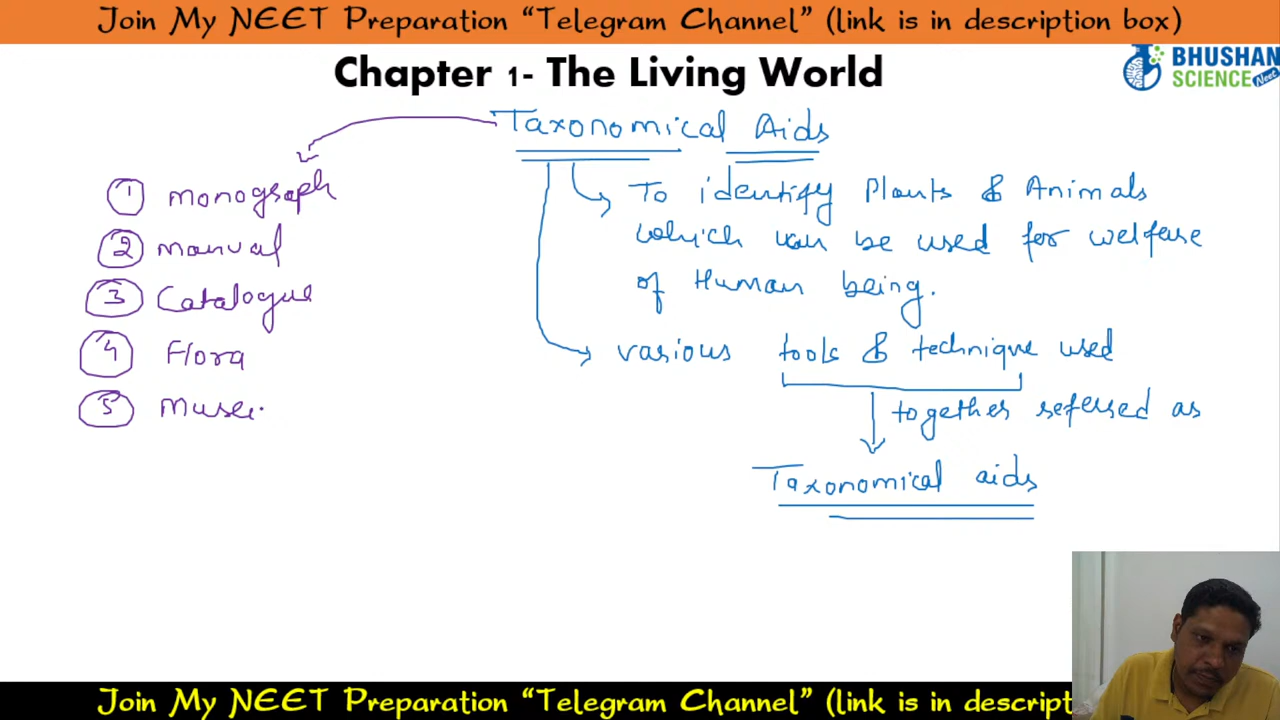 Join My NEET Preparation “Telegram Channel” (link is in description box)
Chapter 1- The Living World
BHUSHAN
SCIENCE Neet
Taxonomical Aids
1 Monograph
2 Manual
3 Catalogue
4 Flora
5 Muse
To identify Plants & Animals
which can be used for welfare
of Human being.
various tools & technique used
together referred as
Taxonomical aids
Join My NEET Preparation “Telegram Channel” (link is in descript